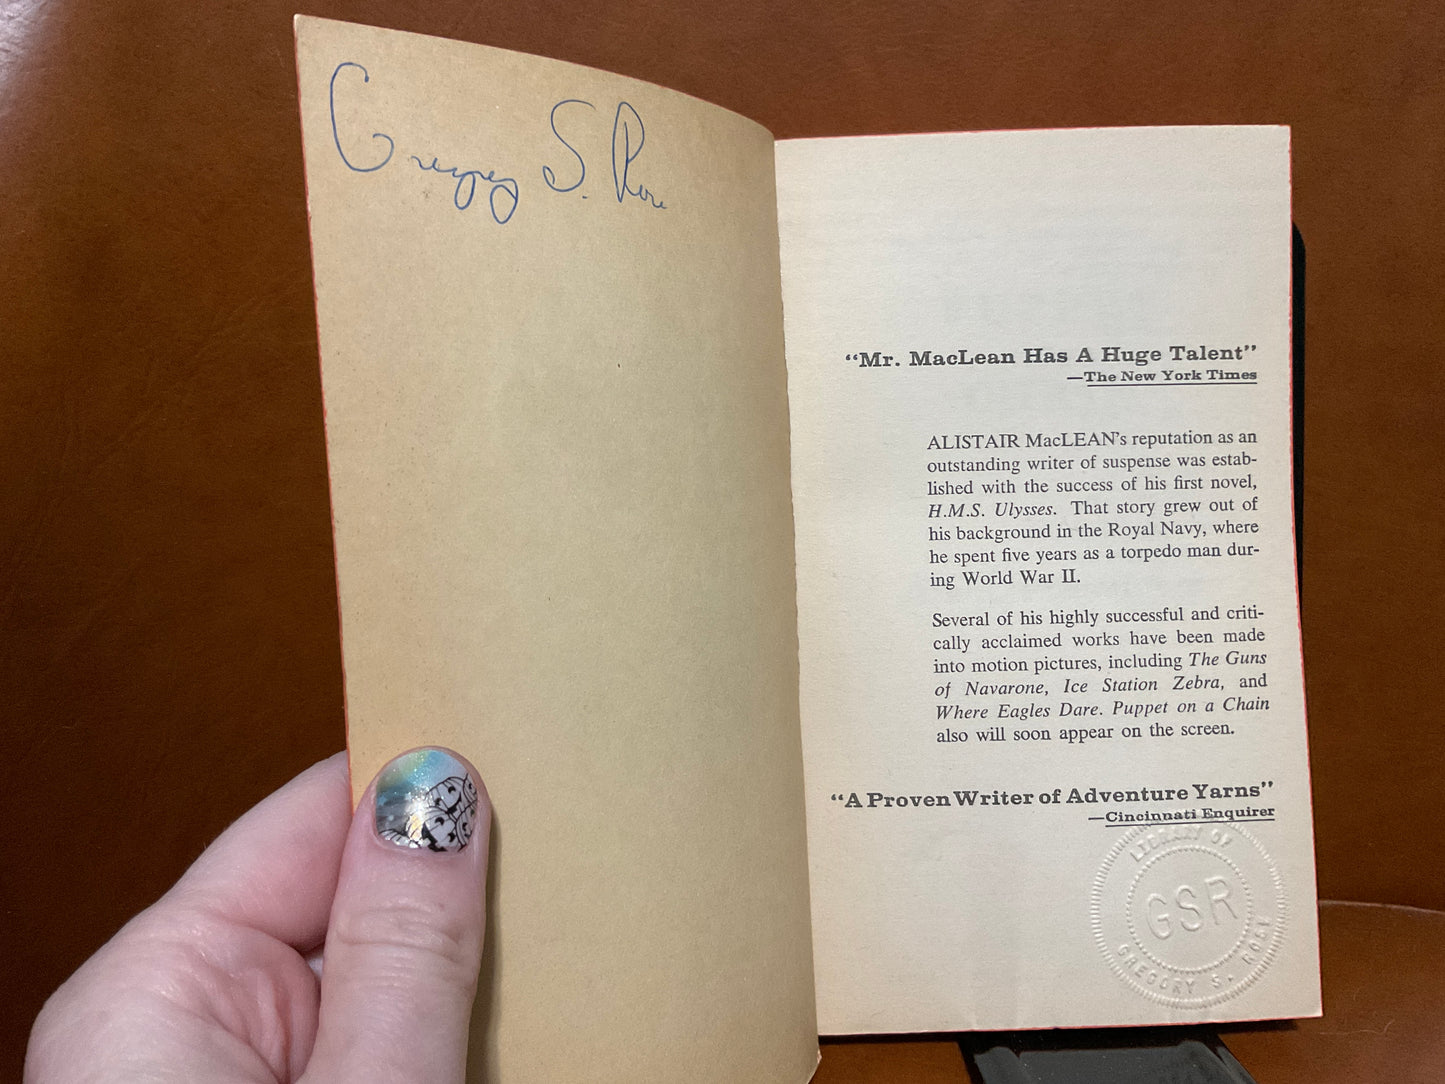 Gregory S.
“Mr. MacLean Has A Huge Talent”
—The New York Times
ALISTAIR MacLEAN's reputation as an
outstanding writer of suspense was estab-
lished with the success of his first novel,
H.M.S. Ulysses. That story grew out of
his background in the Royal Navy, where
he spent five years as a torpedo man dur-
ing World War II.
Several of his highly successful and criti-
cally acclaimed works have been made
into motion pictures, including The Guns
of Navarone, Ice Station Zebra, and
Where Eagles Dare. Puppet on a Chain
also will soon appear on the screen.
“A Proven Writer of Adventure Yarns”
—Cincinnati Enquirer
LIBRARY OF
GSR
GREGORY S.